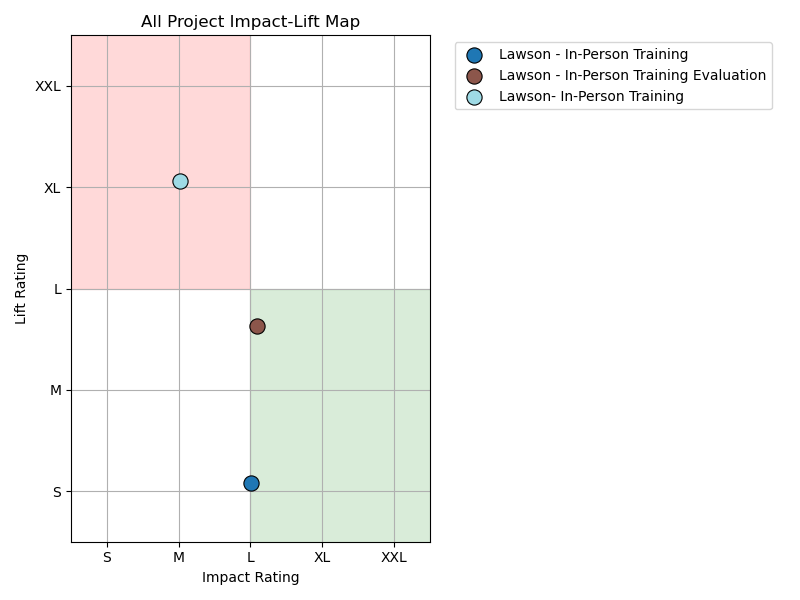 All Project Impact-Lift Map
Lawson - In-Person Training
Lawson - In-Person Training Evaluation
Lawson- In-Person Training
XXL
XL
L
M
S
Lift Rating
S M L XL XXL
Impact Rating